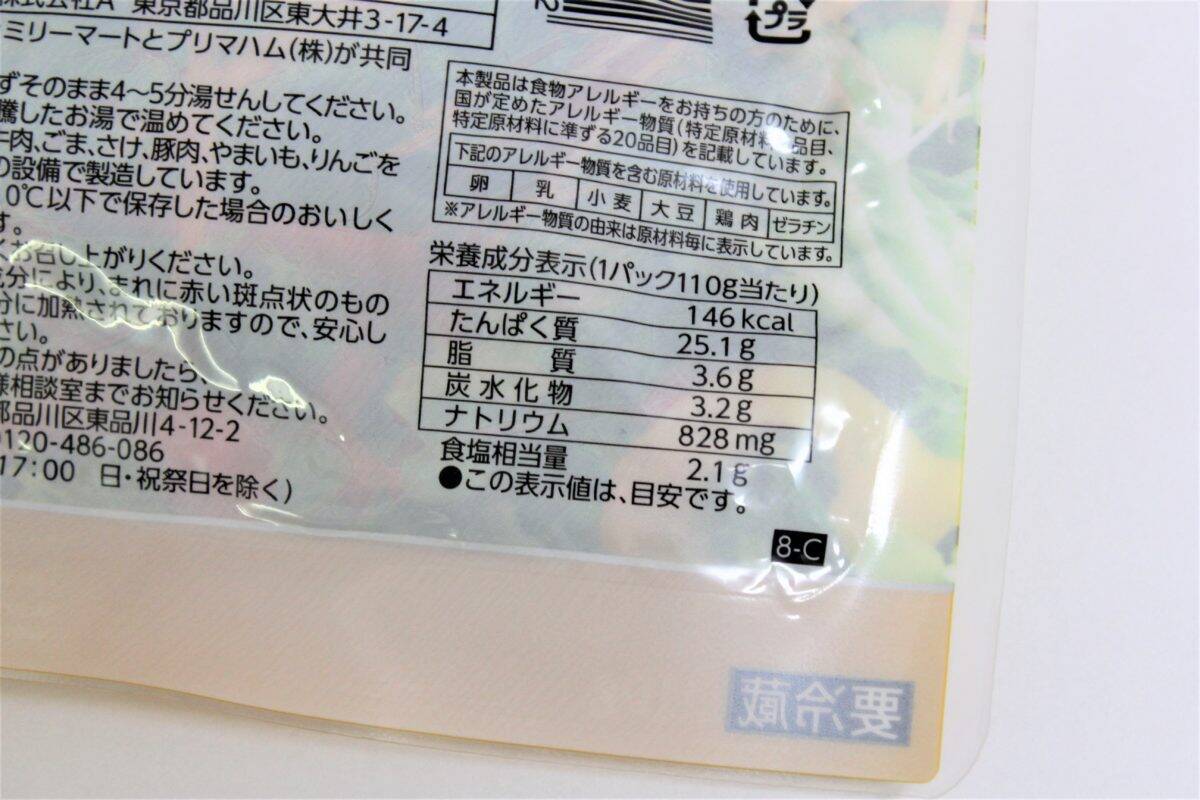 株式会社A 東京都品川区東大井3-17-4
ミリーマートとプリマハム(株)が共同
ずそのまま4～5分湯せんしてください。
騰したお湯で温めてください。
牛肉、ごま、さけ、豚肉、やまいも、りんごを
の設備で製造しています。
0℃以下で保存した場合のおいしく
す。
くお召し上がりください。
成分により、まれに赤い斑点状のもの
分に加熱されておりますので、安心し
さい。
の点がありましたら、
様相談室までお知らせください。
都品川区東品川4-12-2
0120-486-086
17:00 日・祝祭日を除く)
2
プラ
本製品は食物アレルギーをお持ちの方のために、
国が定めたアレルギー物質(特定原材料 品目、
特定原材料に準ずる20品目)を記載しています。
下記のアレルギー物質を含む原材料を使用しています。
卵 乳 小麦 大豆 鶏肉 ゼラチン
※アレルギー物質の由来は原材料毎に表示しています。
栄養成分表示(1パック110g当たり)
エネルギー 146kcal
たんぱく質 25.1g
脂質 3.6g
炭水化物 3.2g
ナトリウム 828mg
食塩相当量 2.1g
●この表示値は、目安です。
8-C
要冷蔵